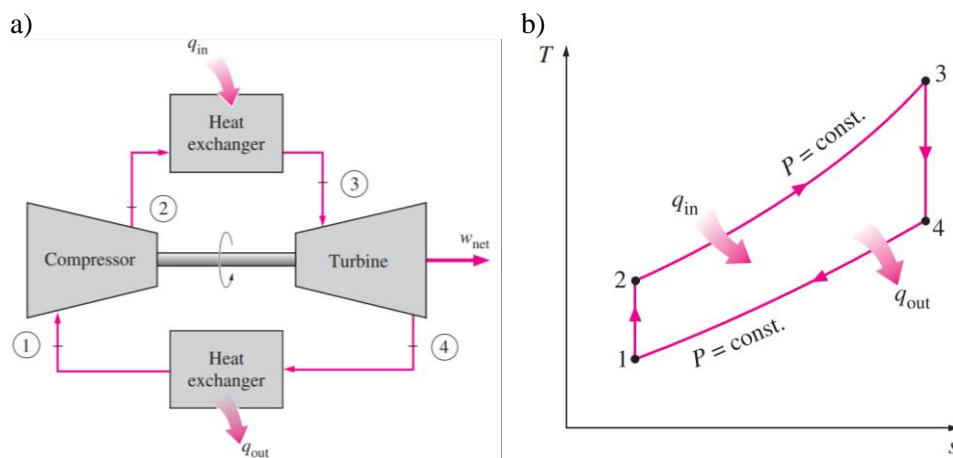 a)
q_in
Heat
exchanger
②
③
Compressor
Turbine
w_net
①
④
Heat
exchanger
q_out
b)
T
3
P = const.
q_in
4
2
q_out
P = const.
1
s